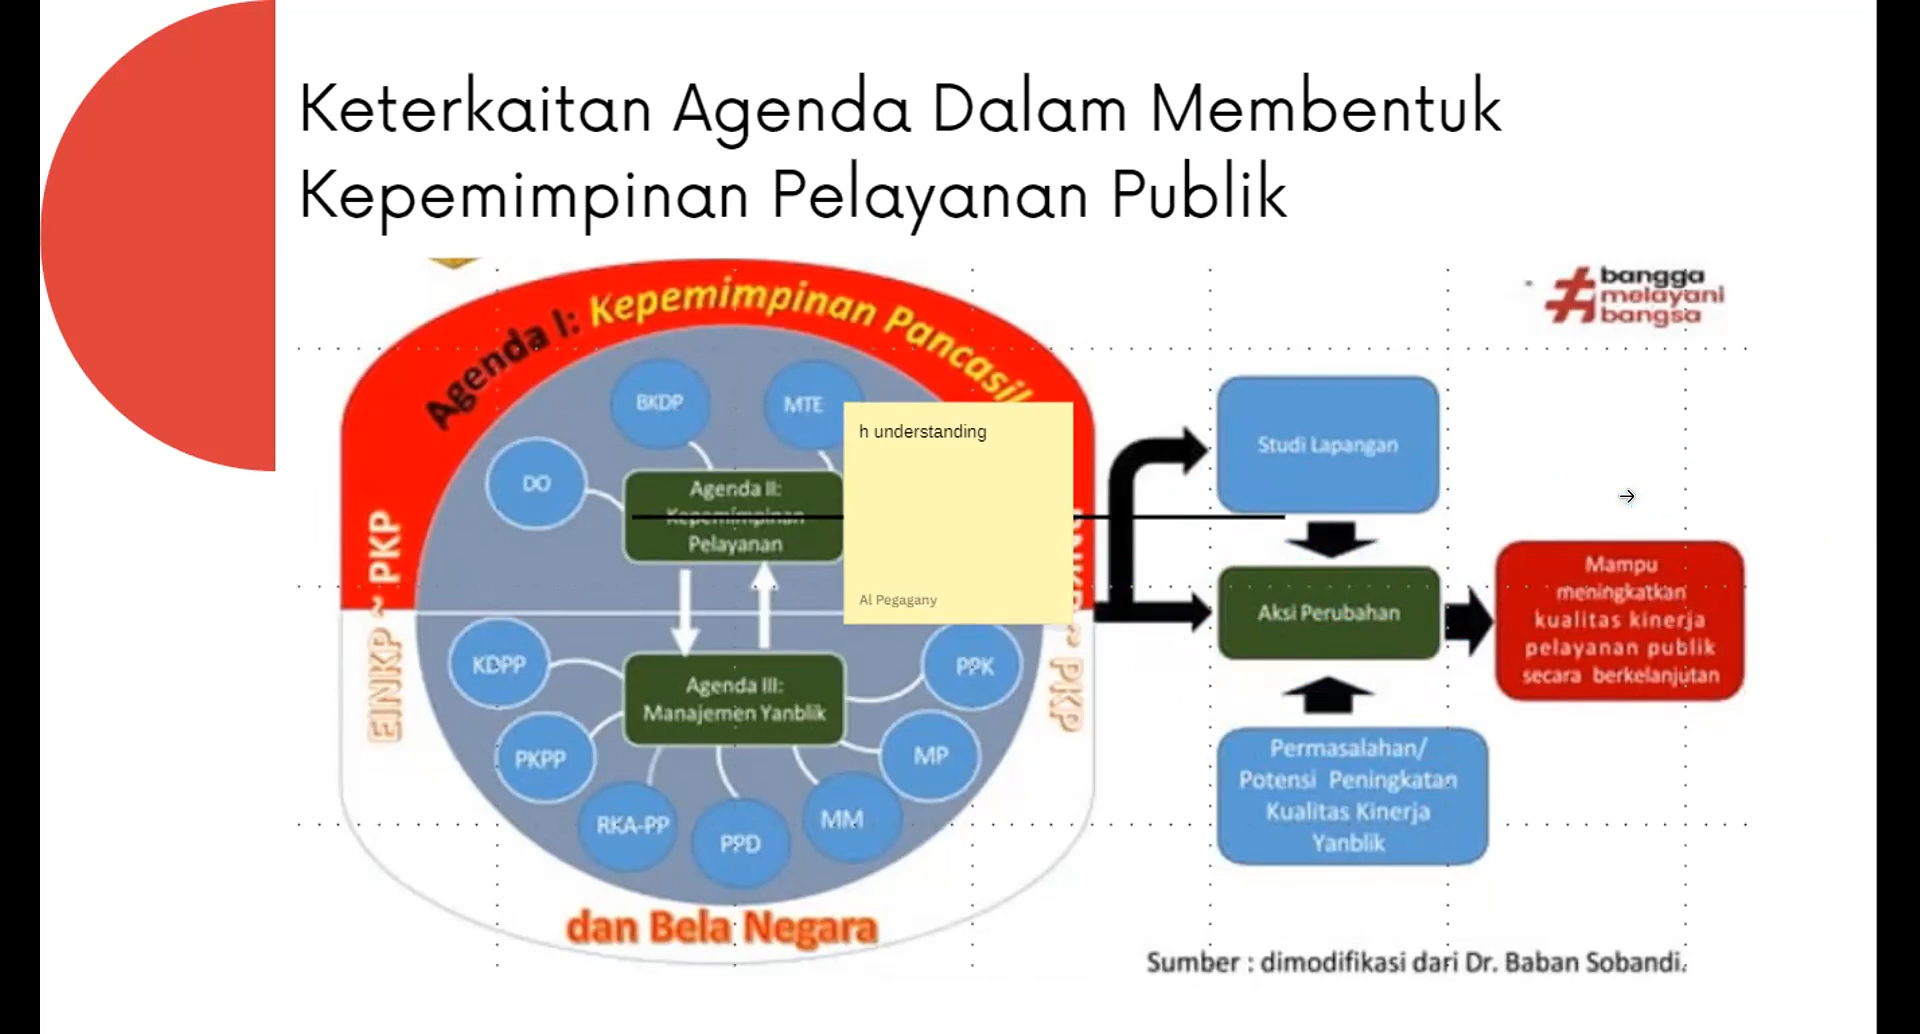 Keterkaitan Agenda Dalam Membentuk
Kepemimpinan Pelayanan Publik
bangga
melayani
bangsa
Agenda I: Kepemimpinan Pancasil
EINKP ~ PKP
~ PKP
dan Bela Negara
BKDP
MTE
DO
Agenda II:
Kepemimpinan
Pelayanan
h understanding
Al Pegagany
KDPP
PPK
Agenda III:
Manajemen Yanblik
PKPP
MP
RKA-PP
PPD
MM
Studi Lapangan
Aksi Perubahan
Mampu
meningkatkan
kualitas kinerja
pelayanan publik
secara berkelanjutan
Permasalahan/
Potensi Peningkatan
Kualitas Kinerja
Yanblik
Sumber : dimodifikasi dari Dr. Baban Sobandi.